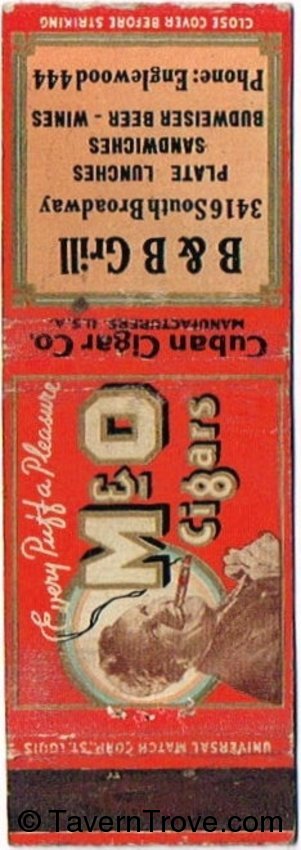 CLOSE COVER BEFORE STRIKING
B & B Grill
3416 South Broadway
PLATE LUNCHES
SANDWICHES
BUDWEISER BEER - WINES
Phone: Englewood 444
Cuban Cigar Co.
MANUFACTURERS, U.S.A.
Every Puff a Pleasure
M&O
Cigars
UNIVERSAL MATCH CORP., ST. LOUIS
© TavernTrove.com